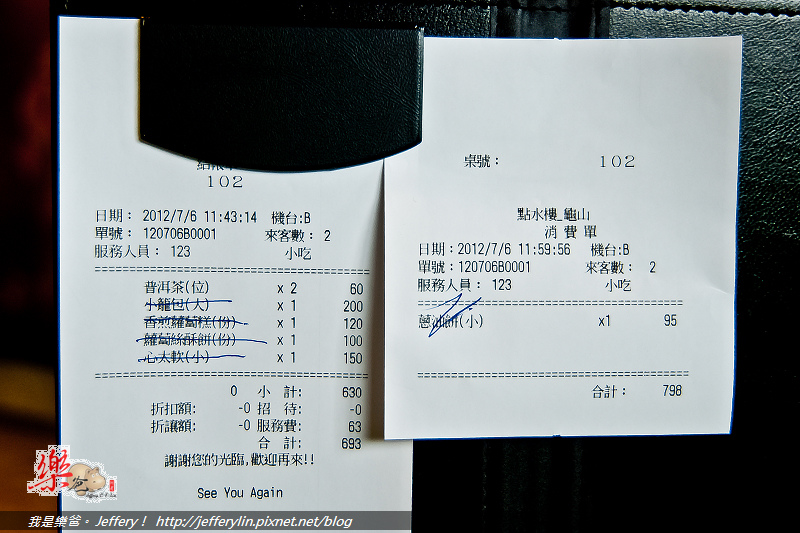 102
日期： 2012/7/6 11:43:14 機台:B
單號： 120706B0001 來客數： 2
服務人員： 123 小吃
普洱茶(位) x 2 60
小籠包(大) x 1 200
香煎蘿蔔糕(份) x 1 120
蘿蔔絲酥餅(份) x 1 100
心太軟(小) x 1 150
0 小 計: 630
折扣額: -0 招 待: -0
折讓額: -0 服務費: 63
合 計: 693
謝謝您的光臨,歡迎再來!!
See You Again
桌號： 102
點水樓_龜山
消 費 單
日期：2012/7/6 11:59:56 機台:B
單號：120706B0001 來客數： 2
服務人員： 123 小吃
蔥油餅(小) x1 95
合計： 798
樂爸
我是樂爸。Jeffery！ http://jefferylin.pixnet.net/blog